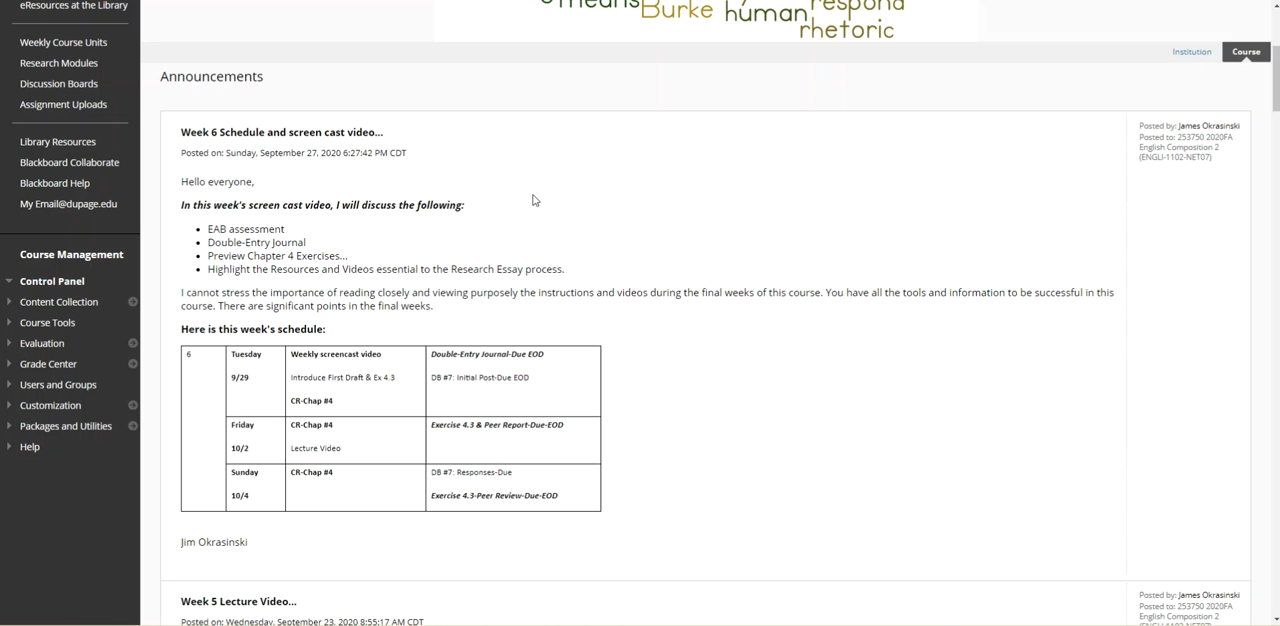 eResources at the Library
Weekly Course Units
Research Modules
Discussion Boards
Assignment Uploads
Library Resources
Blackboard Collaborate
Blackboard Help
My Email@dupage.edu
Course Management
Control Panel
Content Collection
Course Tools
Evaluation
Grade Center
Users and Groups
Customization
Packages and Utilities
Help
means Burke human respond
rhetoric
Institution
Course
Announcements
Week 6 Schedule and screen cast video...
Posted on: Sunday, September 27, 2020 6:27:42 PM CDT
Posted by: James Okrasinski
Posted to: 253750 2020FA
English Composition 2
(ENGLI-1102-NET07)
Hello everyone,
In this week's screen cast video, I will discuss the following:
• EAB assessment
• Double-Entry Journal
• Preview Chapter 4 Exercises...
• Highlight the Resources and Videos essential to the Research Essay process.
I cannot stress the importance of reading closely and viewing purposely the instructions and videos during the final weeks of this course. You have all the tools and information to be successful in this
course. There are significant points in the final weeks.
Here is this week's schedule:
6 Tuesday Weekly screencast video Double-Entry Journal-Due EOD
9/29 Introduce First Draft & Ex 4.3 DB #7: Initial Post-Due EOD
CR-Chap #4
Friday CR-Chap #4 Exercise 4.3 & Peer Report-Due-EOD
10/2 Lecture Video
Sunday CR-Chap #4 DB #7: Responses-Due
10/4 Exercise 4.3-Peer Review-Due-EOD
Jim Okrasinski
Week 5 Lecture Video...
Posted on: Wednesday, September 23, 2020 8:55:17 AM CDT
Posted by: James Okrasinski
Posted to: 253750 2020FA
English Composition 2